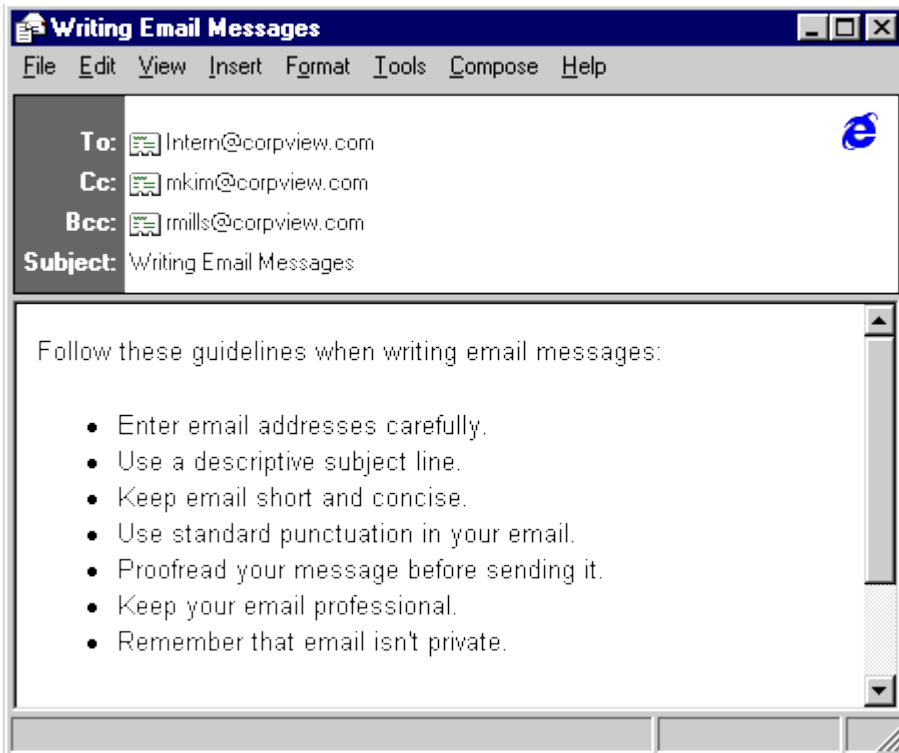 Writing Email Messages
File Edit View Insert Format Tools Compose Help
To: Intern@corpview.com
Cc: mkim@corpview.com
Bcc: rmills@corpview.com
Subject: Writing Email Messages
Follow these guidelines when writing email messages:
• Enter email addresses carefully.
• Use a descriptive subject line.
• Keep email short and concise.
• Use standard punctuation in your email.
• Proofread your message before sending it.
• Keep your email professional.
• Remember that email isn't private.